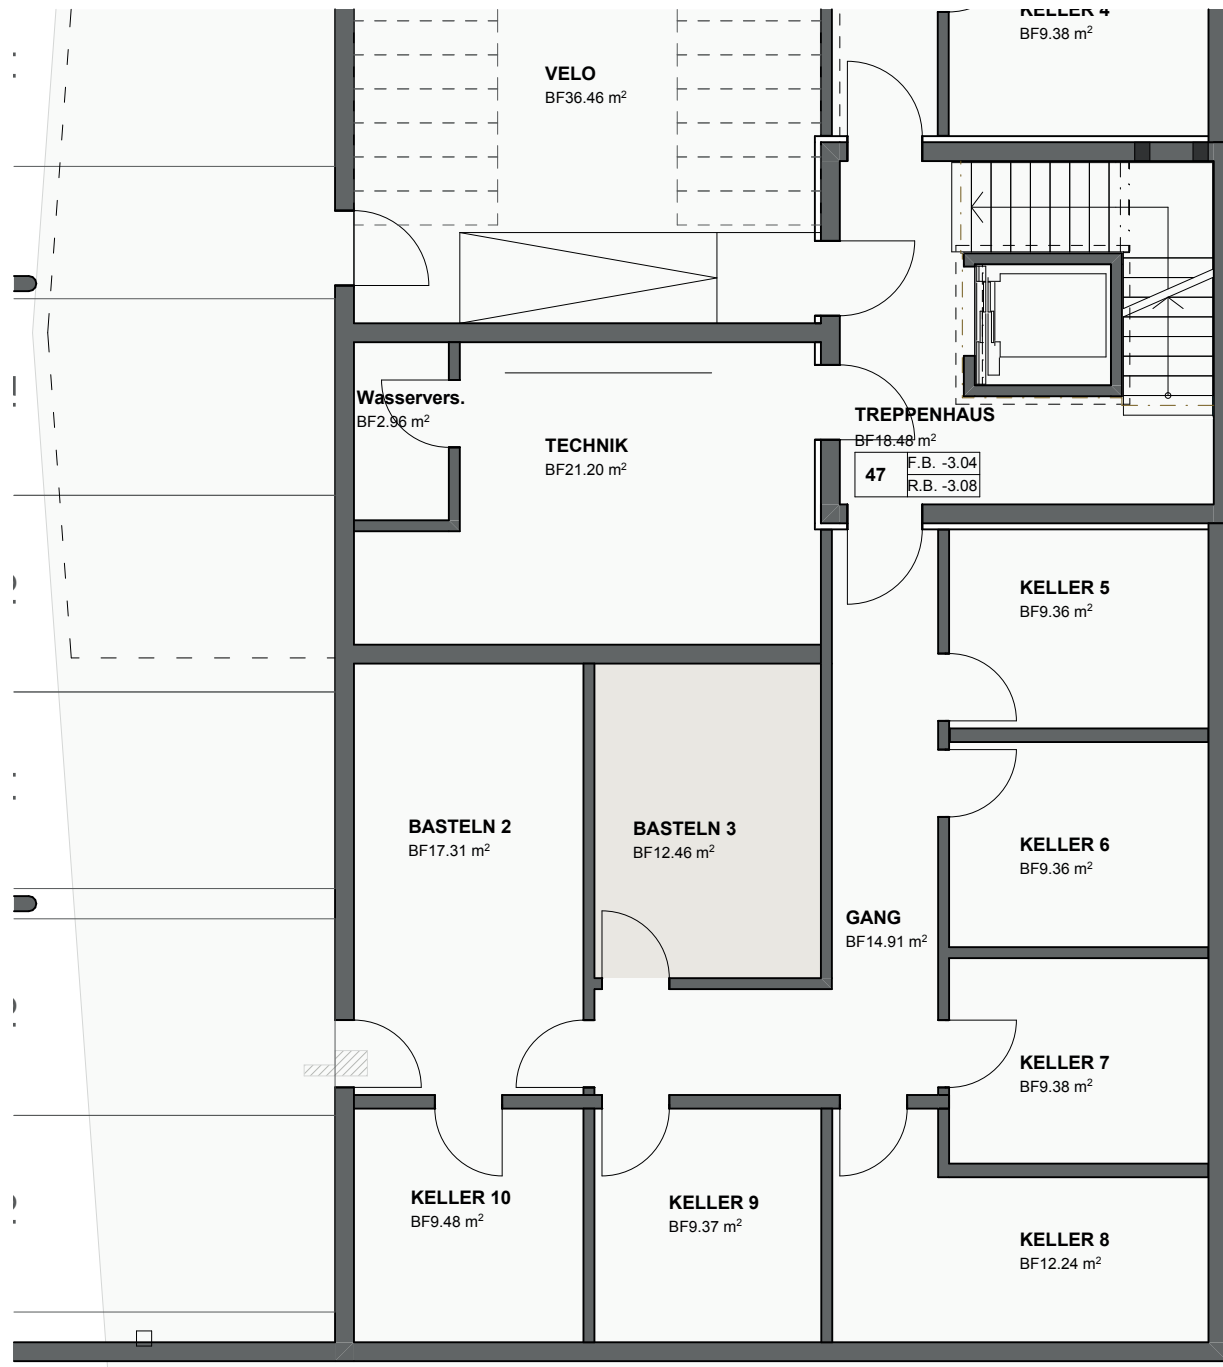 KELLER 4
BF9.38 m²
VELO
BF36.46 m²
Wasservers.
BF2.96 m²
TECHNIK
BF21.20 m²
TREPPENHAUS
BF18.48 m²
47
F.B. -3.04
R.B. -3.08
KELLER 5
BF9.36 m²
BASTELN 2
BF17.31 m²
BASTELN 3
BF12.46 m²
KELLER 6
BF9.36 m²
GANG
BF14.91 m²
KELLER 7
BF9.38 m²
KELLER 10
BF9.48 m²
KELLER 9
BF9.37 m²
KELLER 8
BF12.24 m²